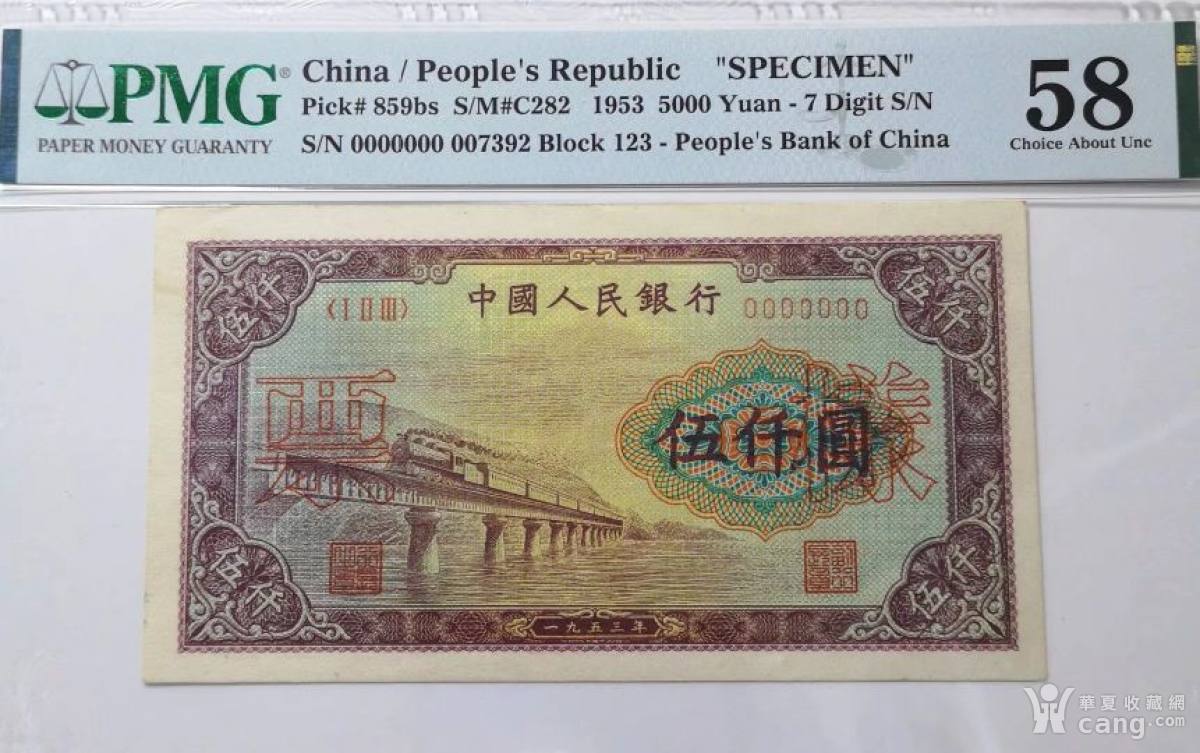 PMG®
PAPER MONEY GUARANTY
China / People's Republic "SPECIMEN"
Pick# 859bs S/M#C282 1953 5000 Yuan - 7 Digit S/N
S/N 0000000 007392 Block 123 - People's Bank of China
58
Choice About Unc
伍仟
伍仟
中國人民銀行
〈I II III〉
0000000
票
樣
伍仟圓
伍仟
伍仟
一九五三年
華夏收藏網
cang.com